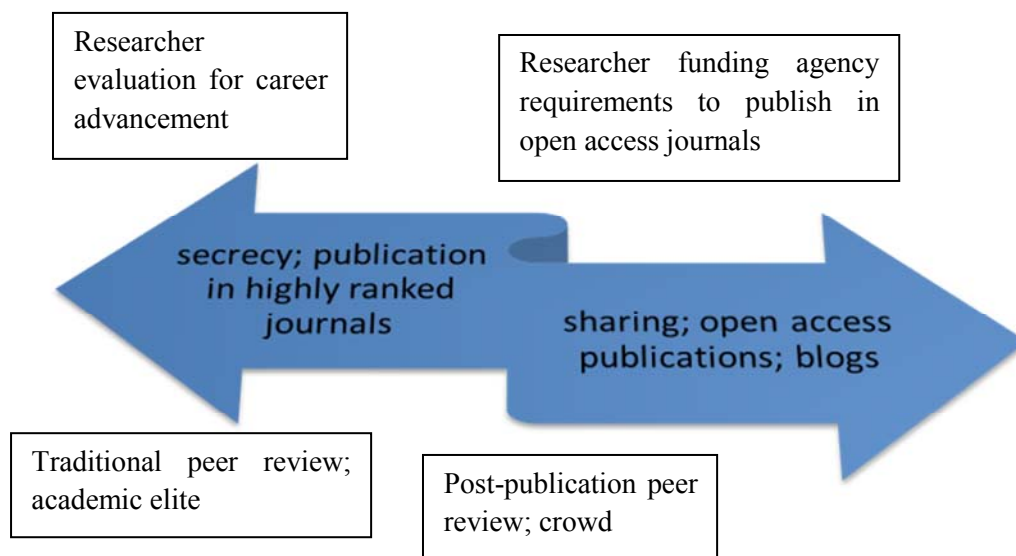 Researcher
evaluation for career
advancement
Researcher funding agency
requirements to publish in
open access journals
secrecy; publication
in highly ranked
journals
sharing; open access
publications; blogs
Traditional peer review;
academic elite
Post-publication peer
review; crowd